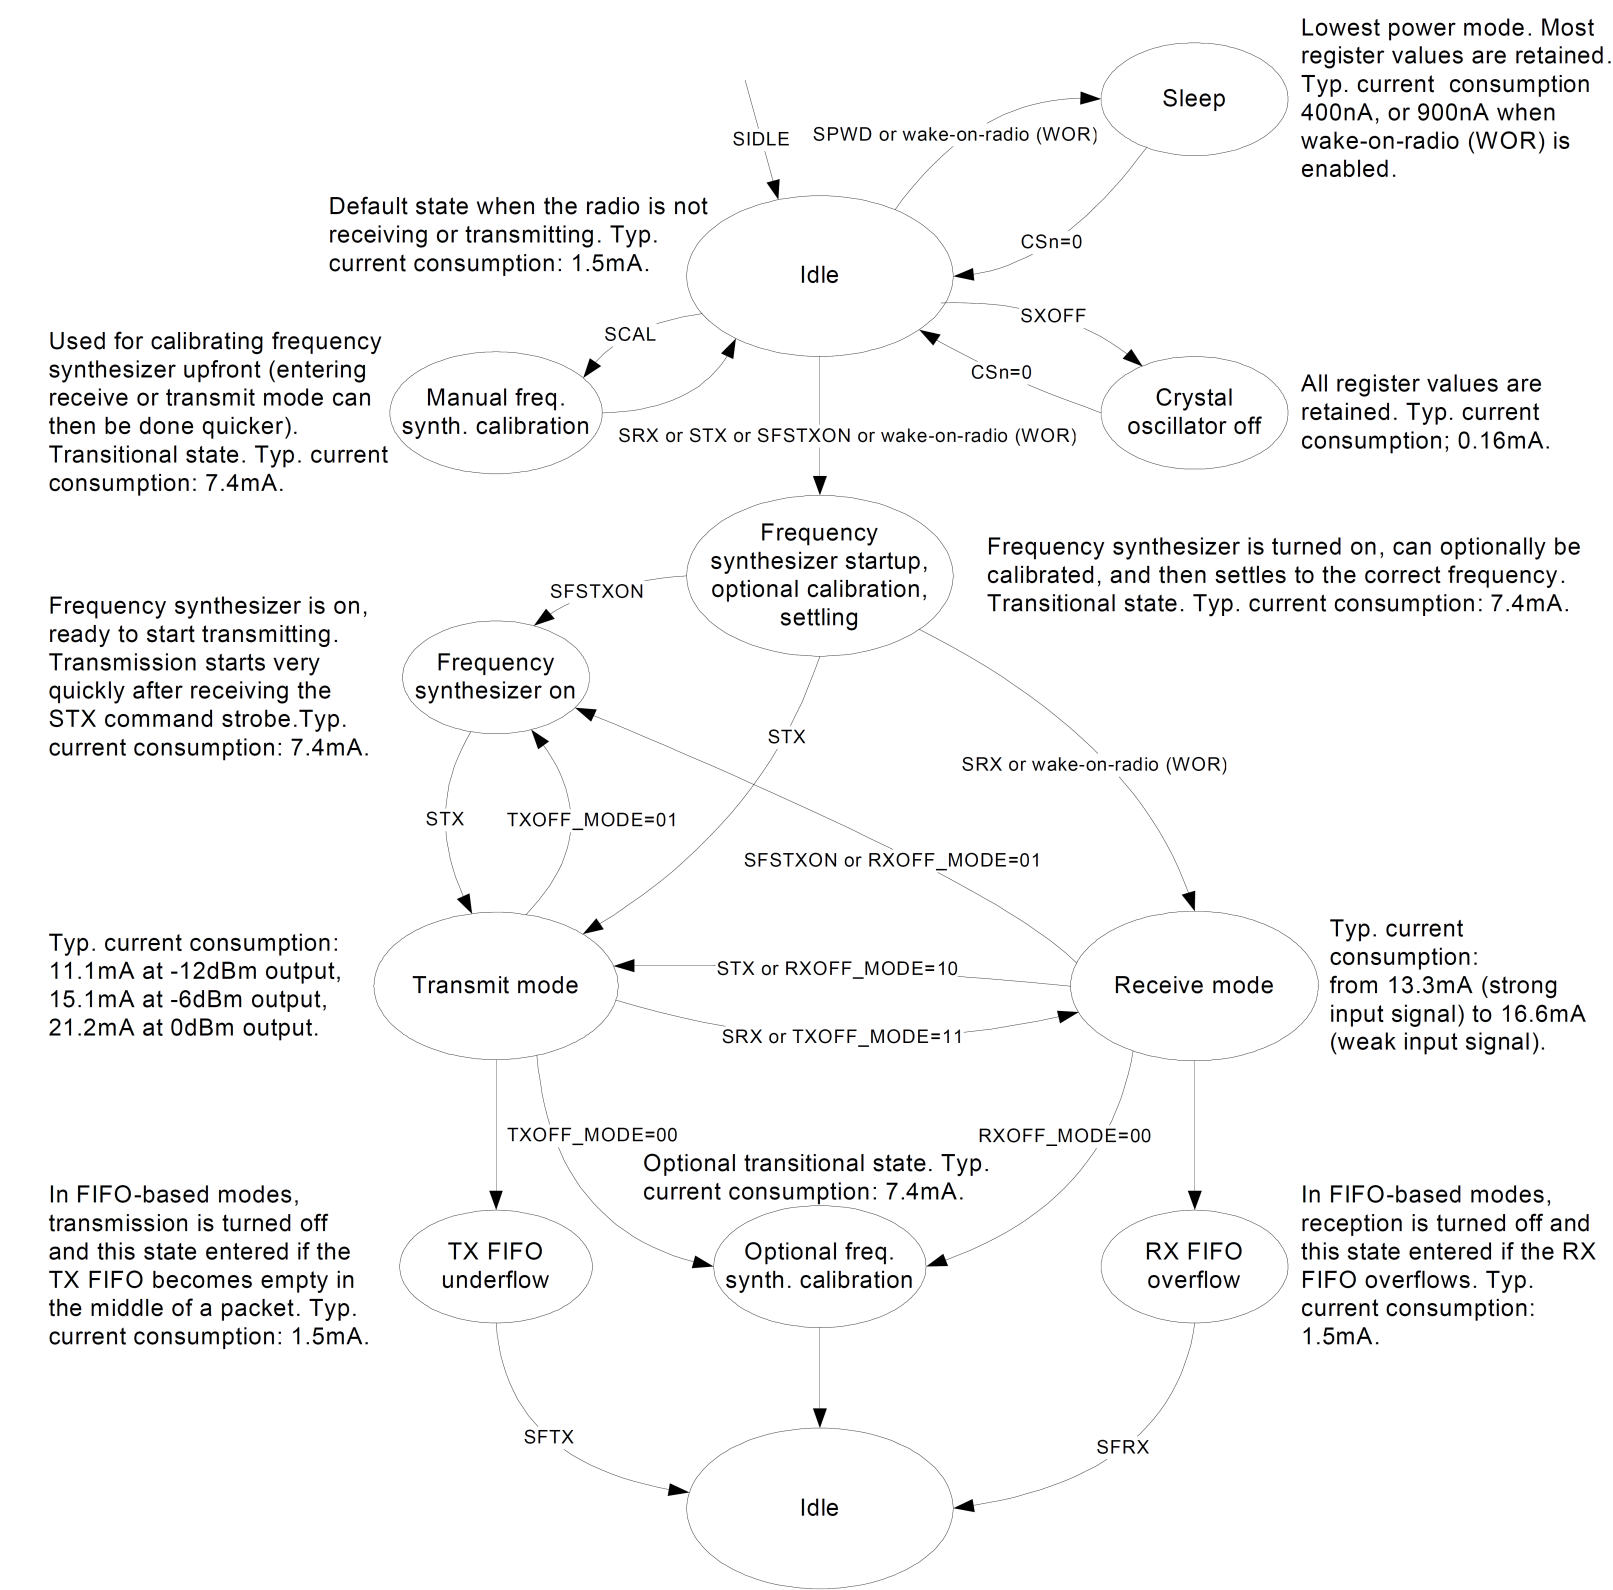 Lowest power mode. Most
register values are retained.
Typ. current consumption
400nA, or 900nA when
wake-on-radio (WOR) is
enabled.
Sleep
SIDLE
SPWD or wake-on-radio (WOR)
CSn=0
Default state when the radio is not
receiving or transmitting. Typ.
current consumption: 1.5mA.
Idle
SCAL
SXOFF
CSn=0
Used for calibrating frequency
synthesizer upfront (entering
receive or transmit mode can
then be done quicker).
Transitional state. Typ. current
consumption: 7.4mA.
Manual freq.
synth. calibration
Crystal
oscillator off
All register values are
retained. Typ. current
consumption; 0.16mA.
SRX or STX or SFSTXON or wake-on-radio (WOR)
Frequency
synthesizer startup,
optional calibration,
settling
Frequency synthesizer is turned on, can optionally be
calibrated, and then settles to the correct frequency.
Transitional state. Typ. current consumption: 7.4mA.
SFSTXON
Frequency synthesizer is on,
ready to start transmitting.
Transmission starts very
quickly after receiving the
STX command strobe.Typ.
current consumption: 7.4mA.
Frequency
synthesizer on
STX
SRX or wake-on-radio (WOR)
STX
TXOFF_MODE=01
SFSTXON or RXOFF_MODE=01
Typ. current consumption:
11.1mA at -12dBm output,
15.1mA at -6dBm output,
21.2mA at 0dBm output.
Transmit mode
STX or RXOFF_MODE=10
SRX or TXOFF_MODE=11
Receive mode
Typ. current
consumption:
from 13.3mA (strong
input signal) to 16.6mA
(weak input signal).
TXOFF_MODE=00
RXOFF_MODE=00
Optional transitional state. Typ.
current consumption: 7.4mA.
In FIFO-based modes,
transmission is turned off
and this state entered if the
TX FIFO becomes empty in
the middle of a packet. Typ.
current consumption: 1.5mA.
TX FIFO
underflow
Optional freq.
synth. calibration
RX FIFO
overflow
In FIFO-based modes,
reception is turned off and
this state entered if the RX
FIFO overflows. Typ.
current consumption:
1.5mA.
SFTX
SFRX
Idle